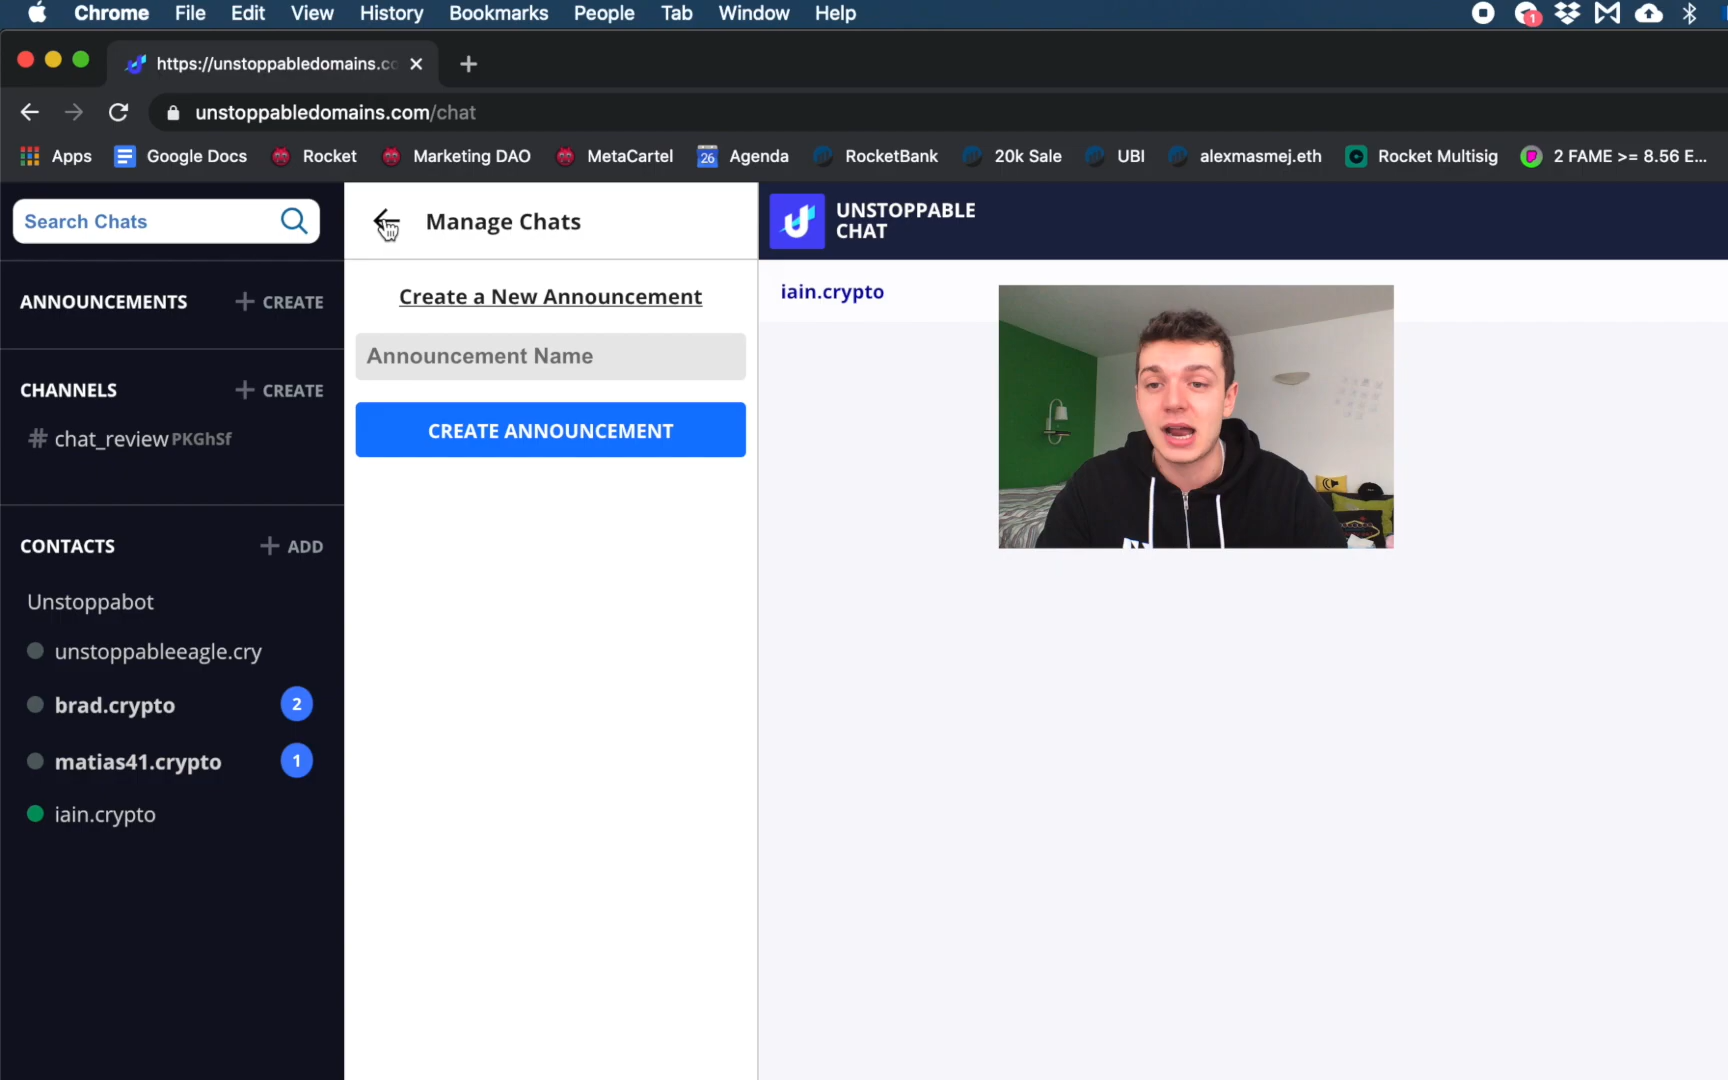 Chrome File Edit View History Bookmarks People Tab Window Help
1
https://unstoppabledomains.co
unstoppabledomains.com/chat
Apps Google Docs Rocket Marketing DAO MetaCartel 26 Agenda RocketBank 20k Sale UBI alexmasmej.eth Rocket Multisig 2 FAME >= 8.56 E...
Search Chats
Manage Chats
UNSTOPPABLE
CHAT
ANNOUNCEMENTS + CREATE
Create a New Announcement
iain.crypto
Announcement Name
CHANNELS + CREATE
CREATE ANNOUNCEMENT
# chat_review PKGhSf
CONTACTS + ADD
Unstoppabot
unstoppableeagle.cry
brad.crypto 2
matias41.crypto 1
iain.crypto